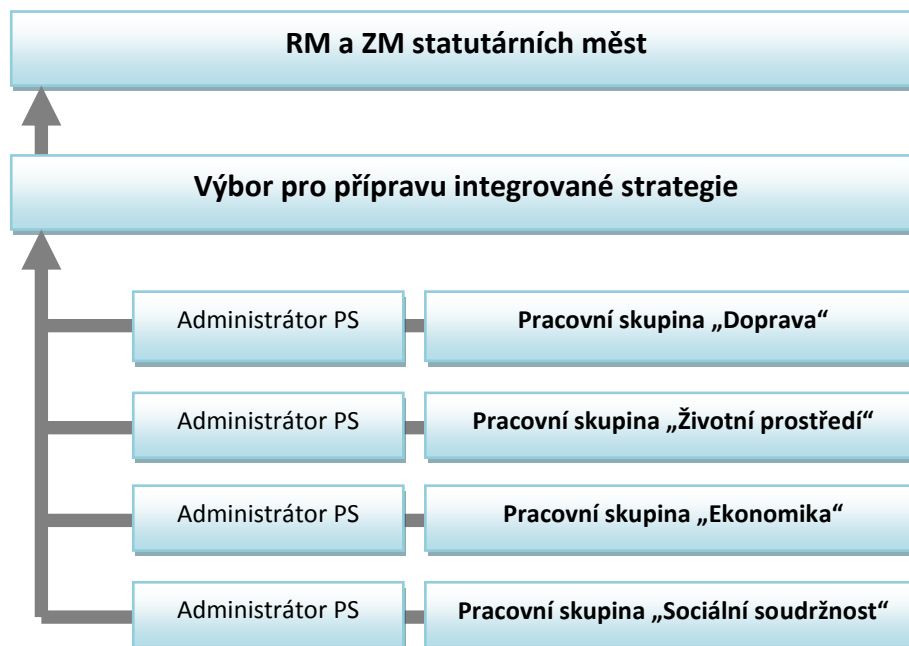 RM a ZM statutárních měst
Výbor pro přípravu integrované strategie
Administrátor PS
Pracovní skupina „Doprava“
Administrátor PS
Pracovní skupina „Životní prostředí“
Administrátor PS
Pracovní skupina „Ekonomika“
Administrátor PS
Pracovní skupina „Sociální soudržnost“